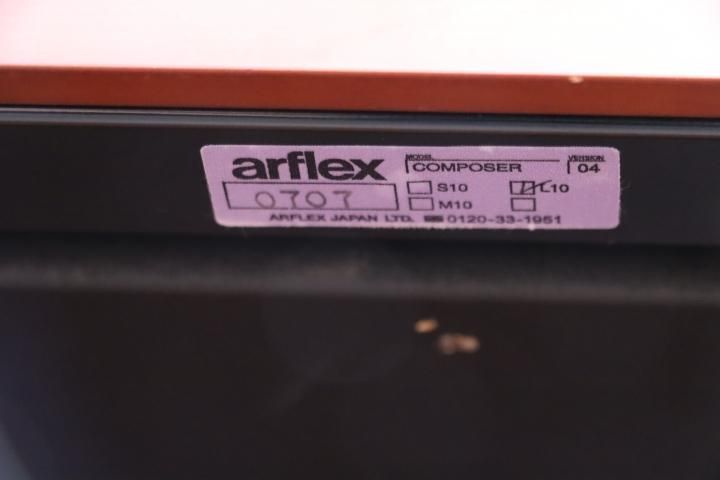 arflex
MODEL
COMPOSER
VERSION
04
0707
S10
L10
M10
ARFLEX JAPAN LTD. 0120-33-1951